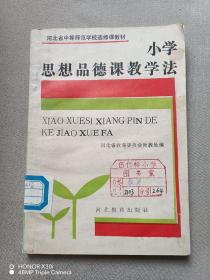 河北省中等师范学校选修课教材
小学
思想品德课教学法
XIAO XUESI XIANG PIN DE
KE JIAO XUE FA
河北省教育委员会师教处编
图书室
河北教育出版社
HONOR X30i
48MP Triple Camera